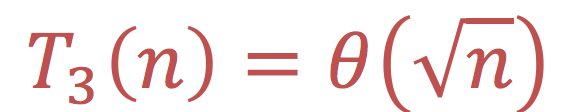 T₃(n) = θ(√n)